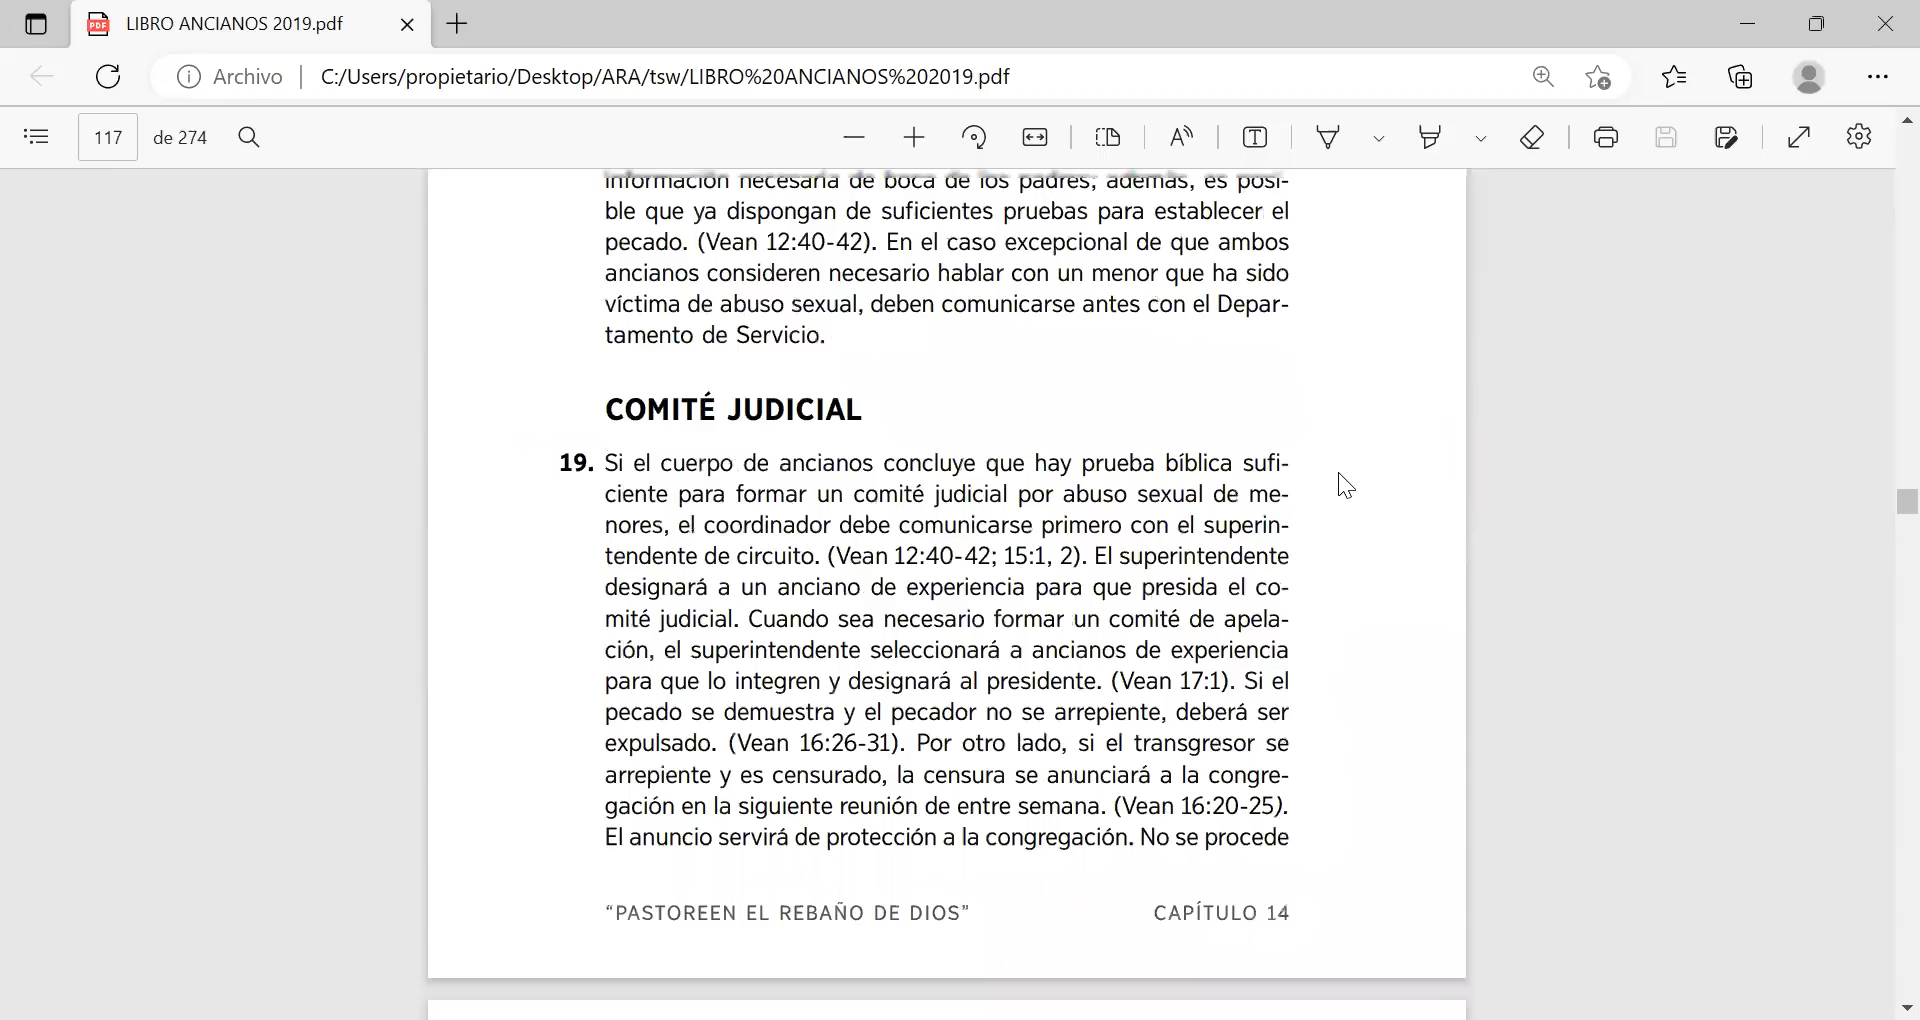 LIBRO ANCIANOS 2019.pdf
Archivo | C:/Users/propietario/Desktop/ARA/tsw/LIBRO%20ANCIANOS%202019.pdf
117 de 274
información necesaria de boca de los padres; además, es posi-
ble que ya dispongan de suficientes pruebas para establecer el
pecado. (Vean 12:40-42). En el caso excepcional de que ambos
ancianos consideren necesario hablar con un menor que ha sido
víctima de abuso sexual, deben comunicarse antes con el Depar-
tamento de Servicio.
COMITÉ JUDICIAL
19. Si el cuerpo de ancianos concluye que hay prueba bíblica sufi-
ciente para formar un comité judicial por abuso sexual de me-
nores, el coordinador debe comunicarse primero con el superin-
tendente de circuito. (Vean 12:40-42; 15:1, 2). El superintendente
designará a un anciano de experiencia para que presida el co-
mité judicial. Cuando sea necesario formar un comité de apela-
ción, el superintendente seleccionará a ancianos de experiencia
para que lo integren y designará al presidente. (Vean 17:1). Si el
pecado se demuestra y el pecador no se arrepiente, deberá ser
expulsado. (Vean 16:26-31). Por otro lado, si el transgresor se
arrepiente y es censurado, la censura se anunciará a la congre-
gación en la siguiente reunión de entre semana. (Vean 16:20-25).
El anuncio servirá de protección a la congregación. No se procede
“PASTOREEN EL REBAÑO DE DIOS” CAPÍTULO 14